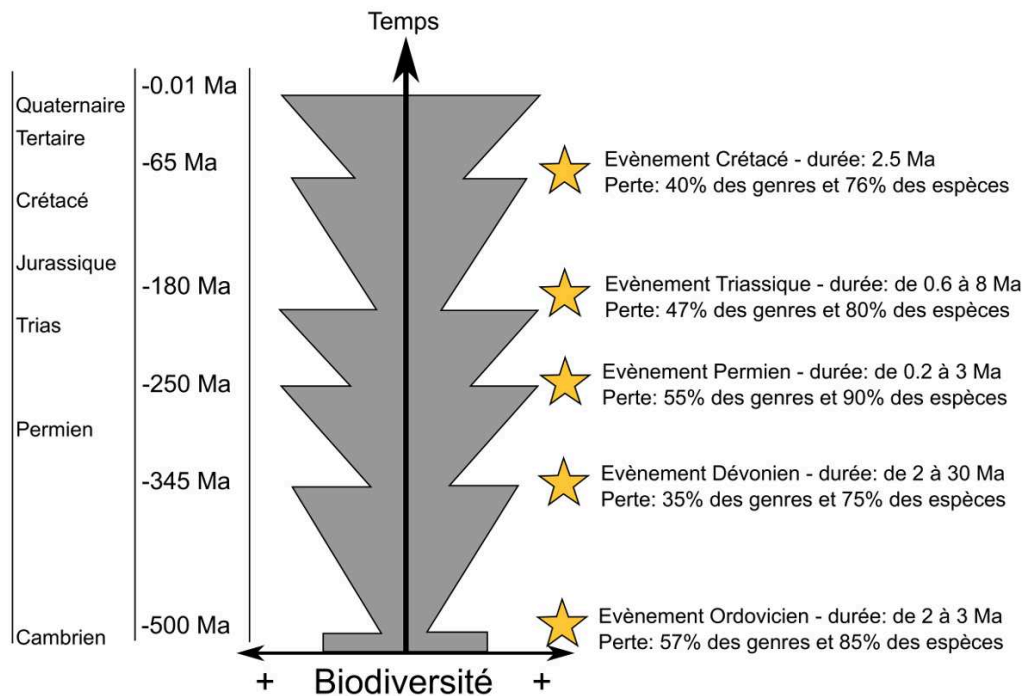 Temps
-0.01 Ma
Quaternaire
Tertaire
-65 Ma
Evènement Crétacé - durée: 2.5 Ma
Perte: 40% des genres et 76% des espèces
Crétacé
Jurassique
-180 Ma
Evènement Triassique - durée: de 0.6 à 8 Ma
Perte: 47% des genres et 80% des espèces
Trias
-250 Ma
Evènement Permien - durée: de 0.2 à 3 Ma
Perte: 55% des genres et 90% des espèces
Permien
-345 Ma
Evènement Dévonien - durée: de 2 à 30 Ma
Perte: 35% des genres et 75% des espèces
-500 Ma
Cambrien
Evènement Ordovicien - durée: de 2 à 3 Ma
Perte: 57% des genres et 85% des espèces
+ Biodiversité +